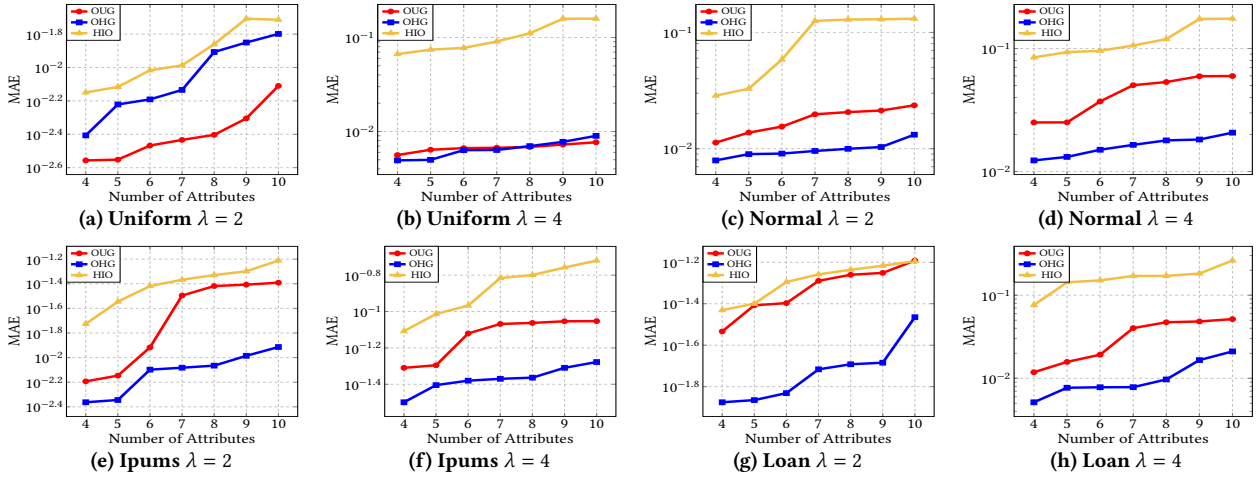 OUG
OHG
HIO
10^−1.8
10^−2
10^−2.2
10^−2.4
10^−2.6
MAE
4 5 6 7 8 9 10
Number of Attributes
(a) Uniform λ = 2
OUG
OHG
HIO
10^−1
10^−2
MAE
4 5 6 7 8 9 10
Number of Attributes
(b) Uniform λ = 4
OUG
OHG
HIO
10^−1
10^−2
MAE
4 5 6 7 8 9 10
Number of Attributes
(c) Normal λ = 2
OUG
OHG
HIO
10^−1
10^−2
MAE
4 5 6 7 8 9 10
Number of Attributes
(d) Normal λ = 4
OUG
OHG
HIO
10^−1.2
10^−1.4
10^−1.6
10^−1.8
10^−2
10^−2.2
10^−2.4
MAE
4 5 6 7 8 9 10
Number of Attributes
(e) Ipums λ = 2
OUG
OHG
HIO
10^−0.8
10^−1
10^−1.2
10^−1.4
MAE
4 5 6 7 8 9 10
Number of Attributes
(f) Ipums λ = 4
OUG
OHG
HIO
10^−1.2
10^−1.4
10^−1.6
10^−1.8
MAE
4 5 6 7 8 9 10
Number of Attributes
(g) Loan λ = 2
OUG
OHG
HIO
10^−1
10^−2
MAE
4 5 6 7 8 9 10
Number of Attributes
(h) Loan λ = 4